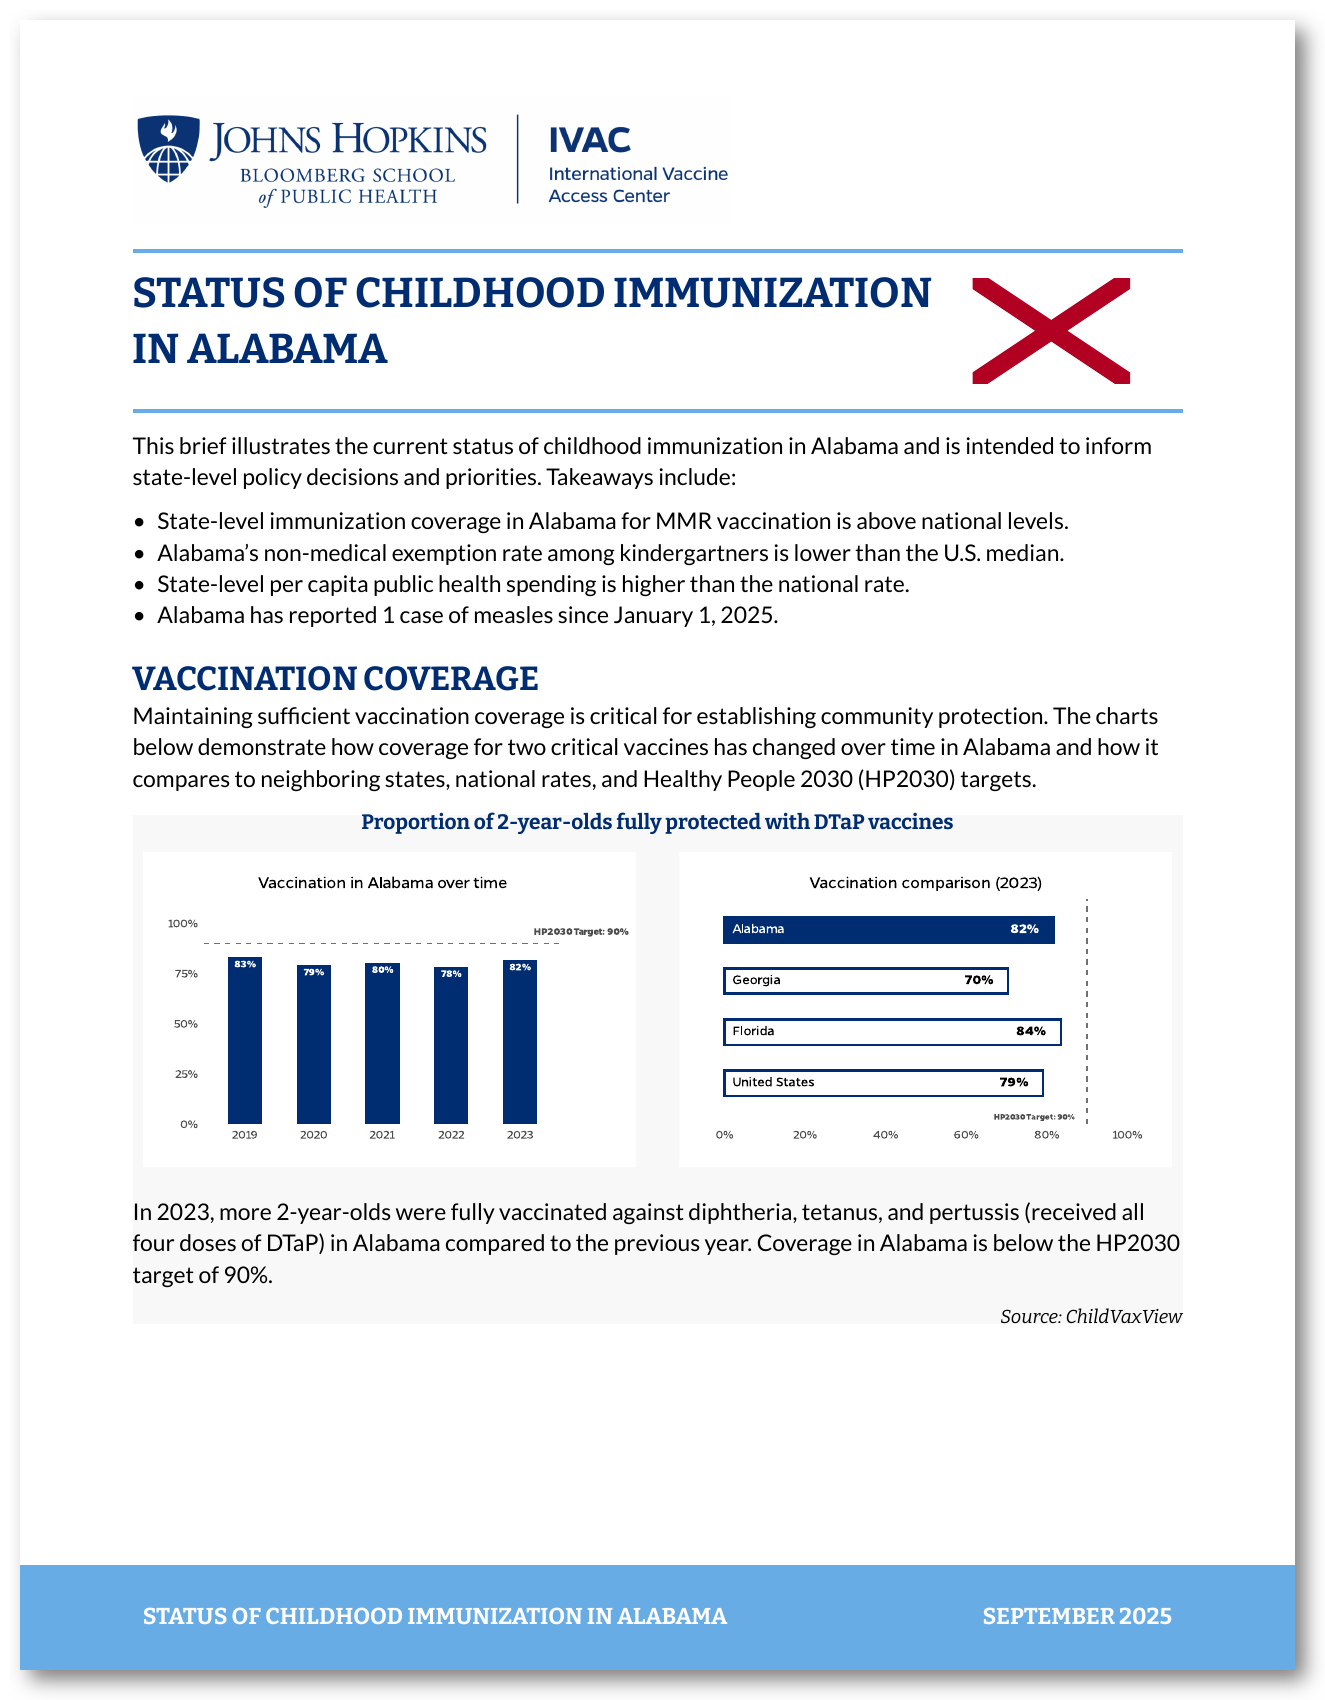 JOHNS HOPKINS
BLOOMBERG SCHOOL
of PUBLIC HEALTH
IVAC
International Vaccine
Access Center
STATUS OF CHILDHOOD IMMUNIZATION
IN ALABAMA
This brief illustrates the current status of childhood immunization in Alabama and is intended to inform
state-level policy decisions and priorities. Takeaways include:
• State-level immunization coverage in Alabama for MMR vaccination is above national levels.
• Alabama’s non-medical exemption rate among kindergartners is lower than the U.S. median.
• State-level per capita public health spending is higher than the national rate.
• Alabama has reported 1 case of measles since January 1, 2025.
VACCINATION COVERAGE
Maintaining sufficient vaccination coverage is critical for establishing community protection. The charts
below demonstrate how coverage for two critical vaccines has changed over time in Alabama and how it
compares to neighboring states, national rates, and Healthy People 2030 (HP2030) targets.
Proportion of 2-year-olds fully protected with DTaP vaccines
Vaccination in Alabama over time
100%
HP2030 Target: 90%
75%
50%
25%
0%
83%
79%
80%
78%
82%
2019 2020 2021 2022 2023
Vaccination comparison (2023)
Alabama 82%
Georgia 70%
Florida 84%
United States 79%
HP2030 Target: 90%
0% 20% 40% 60% 80% 100%
In 2023, more 2-year-olds were fully vaccinated against diphtheria, tetanus, and pertussis (received all
four doses of DTaP) in Alabama compared to the previous year. Coverage in Alabama is below the HP2030
target of 90%.
Source: ChildVaxView
STATUS OF CHILDHOOD IMMUNIZATION IN ALABAMA
SEPTEMBER 2025